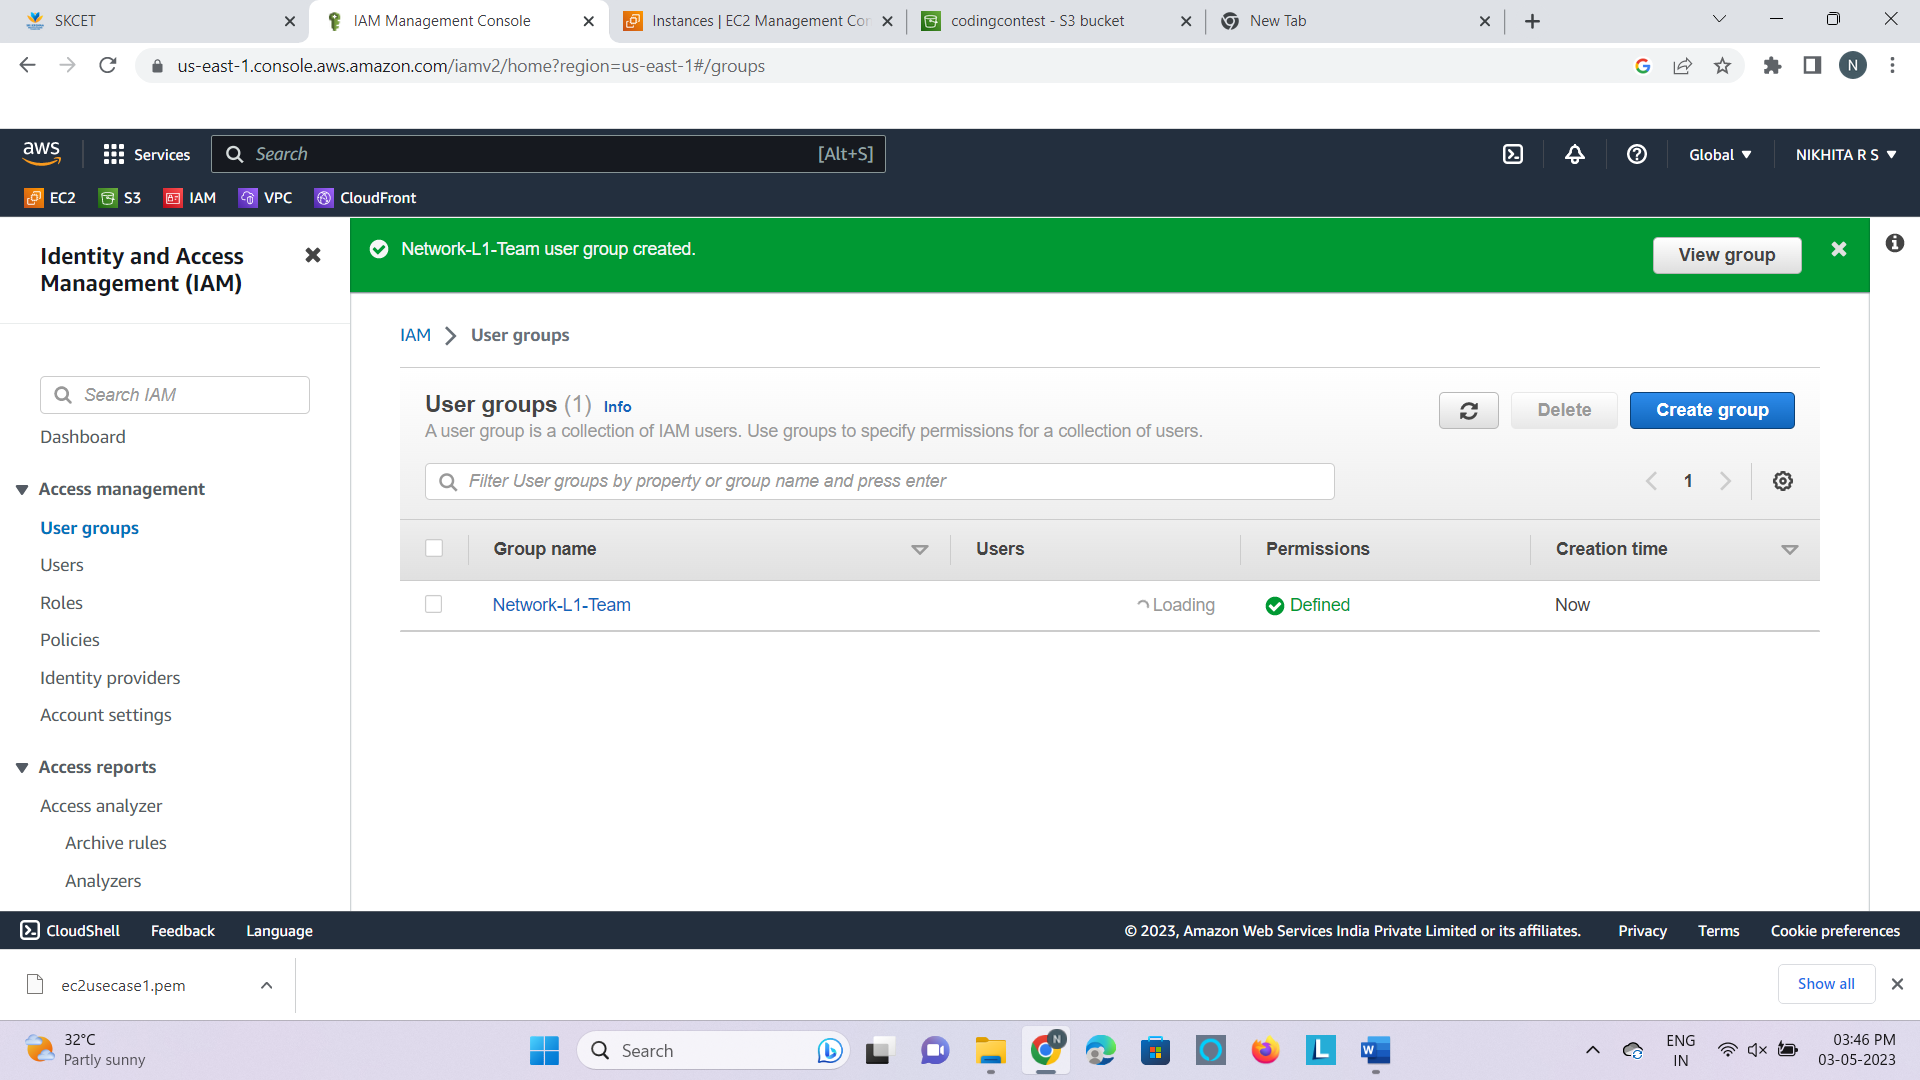 SKCET
IAM Management Console
Instances | EC2 Management Con
codingcontest - S3 bucket
New Tab
us-east-1.console.aws.amazon.com/iamv2/home?region=us-east-1#/groups
N
aws
Services
Search
[Alt+S]
Global
NIKHITA R S
EC2
S3
IAM
VPC
CloudFront
Identity and Access
Management (IAM)
Network-L1-Team user group created.
View group
IAM
User groups
Search IAM
User groups (1) Info
A user group is a collection of IAM users. Use groups to specify permissions for a collection of users.
Delete
Create group
Dashboard
Filter User groups by property or group name and press enter
1
Access management
User groups
Users
Roles
Policies
Identity providers
Account settings
Group name
Users
Permissions
Creation time
Network-L1-Team
Loading
Defined
Now
Access reports
Access analyzer
Archive rules
Analyzers
CloudShell
Feedback
Language
© 2023, Amazon Web Services India Private Limited or its affiliates.
Privacy
Terms
Cookie preferences
ec2usecase1.pem
Show all
32°C
Partly sunny
Search
N
L
W
ENG
IN
03:46 PM
03-05-2023